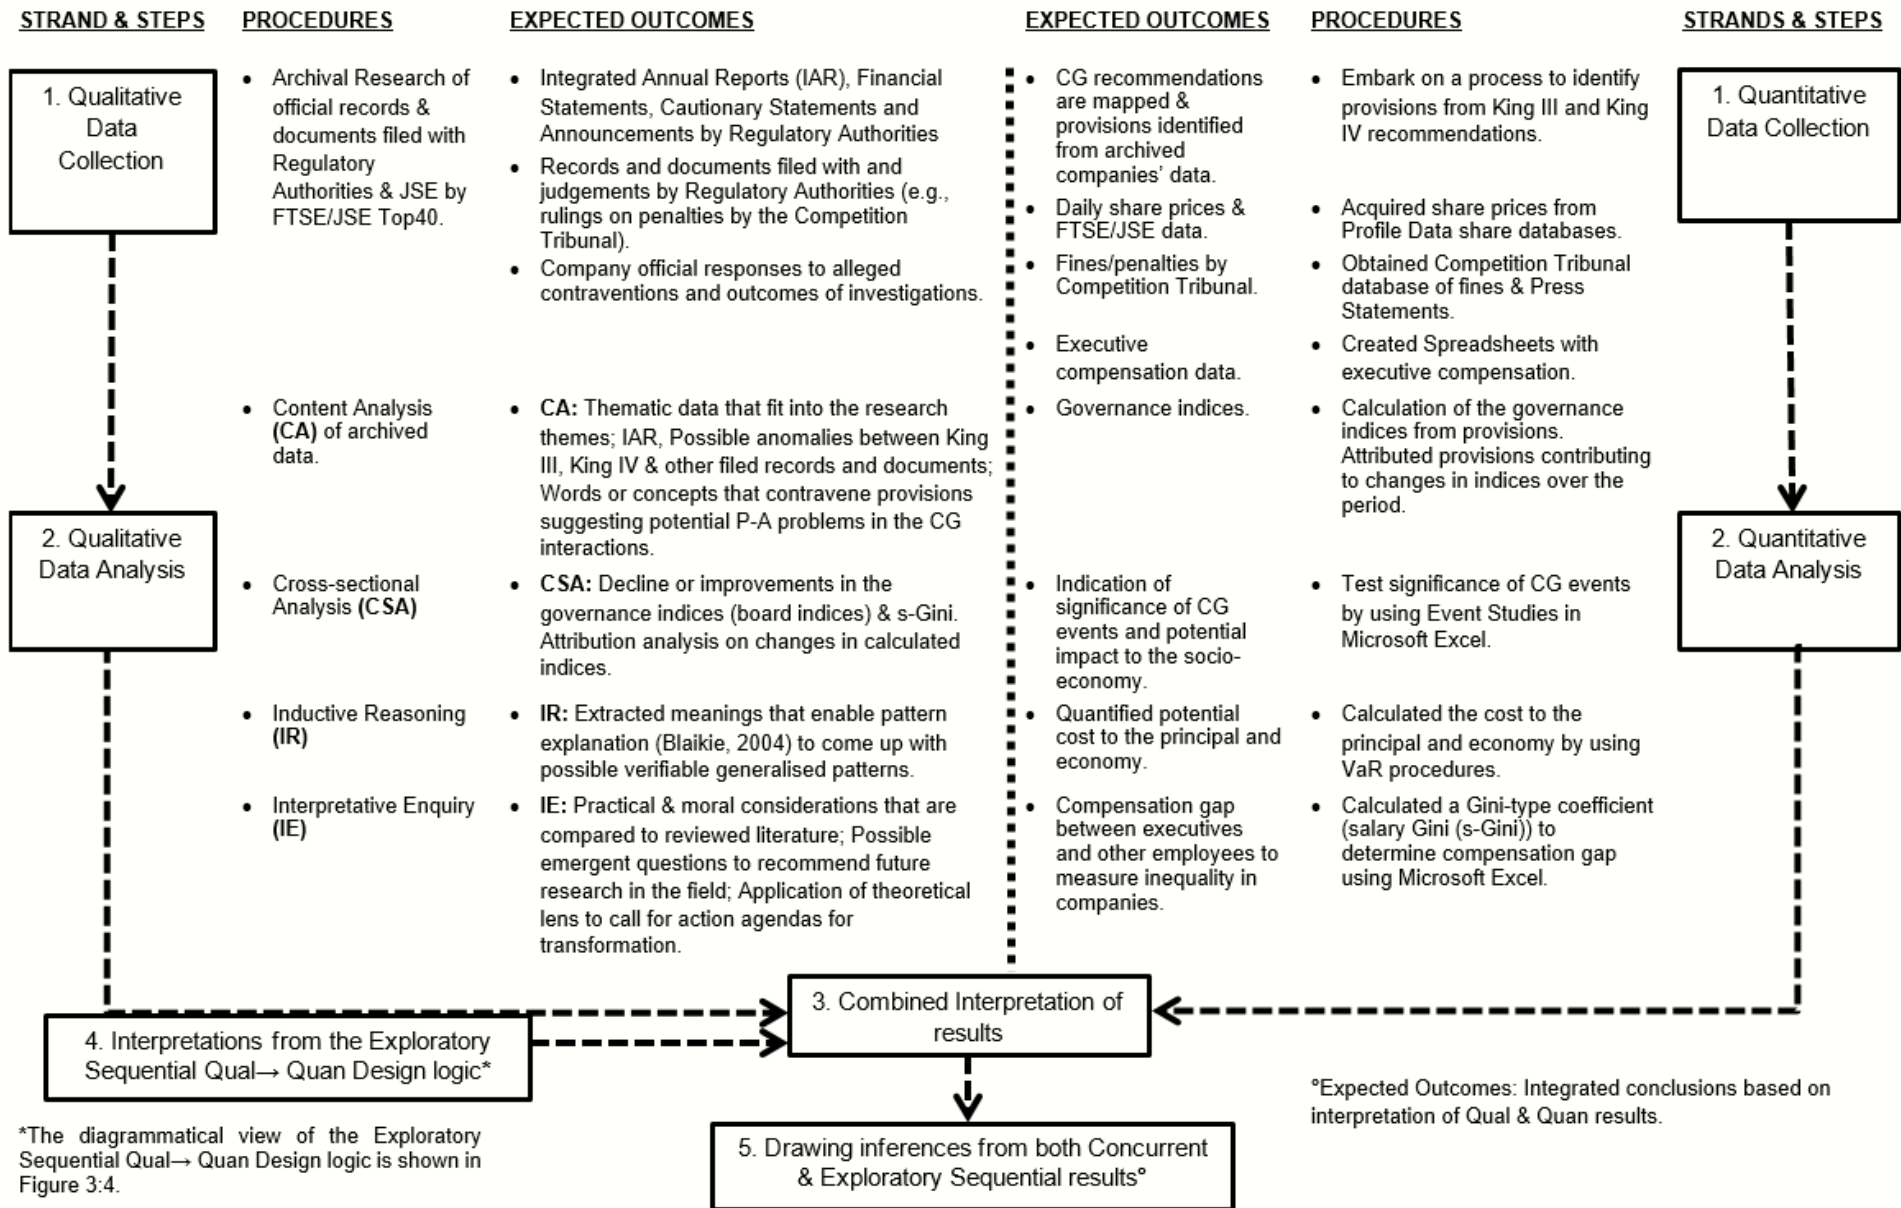 STRAND & STEPS
PROCEDURES
EXPECTED OUTCOMES
EXPECTED OUTCOMES
PROCEDURES
STRANDS & STEPS
1. Qualitative
Data
Collection
• Archival Research of
official records &
documents filed with
Regulatory
Authorities & JSE by
FTSE/JSE Top40.
• Integrated Annual Reports (IAR), Financial
Statements, Cautionary Statements and
Announcements by Regulatory Authorities
• Records and documents filed with and
judgements by Regulatory Authorities (e.g.,
rulings on penalties by the Competition
Tribunal).
• Company official responses to alleged
contraventions and outcomes of investigations.
• CG recommendations
are mapped &
provisions identified
from archived
companies’ data.
• Daily share prices &
FTSE/JSE data.
• Fines/penalties by
Competition Tribunal.
• Executive
compensation data.
• Governance indices.
• Embark on a process to identify
provisions from King III and King
IV recommendations.
• Acquired share prices from
Profile Data share databases.
• Obtained Competition Tribunal
database of fines & Press
Statements.
• Created Spreadsheets with
executive compensation.
• Calculation of the governance
indices from provisions.
Attributed provisions contributing
to changes in indices over the
period.
1. Quantitative
Data Collection
• Content Analysis
(CA) of archived
data.
• CA: Thematic data that fit into the research
themes; IAR, Possible anomalies between King
III, King IV & other filed records and documents;
Words or concepts that contravene provisions
suggesting potential P-A problems in the CG
interactions.
2. Qualitative
Data Analysis
• Cross-sectional
Analysis (CSA)
• CSA: Decline or improvements in the
governance indices (board indices) & s-Gini.
Attribution analysis on changes in calculated
indices.
• Inductive Reasoning
(IR)
• IR: Extracted meanings that enable pattern
explanation (Blaikie, 2004) to come up with
possible verifiable generalised patterns.
• Interpretative Enquiry
(IE)
• IE: Practical & moral considerations that are
compared to reviewed literature; Possible
emergent questions to recommend future
research in the field; Application of theoretical
lens to call for action agendas for
transformation.
• Indication of
significance of CG
events and potential
impact to the socio-
economy.
• Quantified potential
cost to the principal and
economy.
• Compensation gap
between executives
and other employees to
measure inequality in
companies.
• Test significance of CG events
by using Event Studies in
Microsoft Excel.
• Calculated the cost to the
principal and economy by using
VaR procedures.
• Calculated a Gini-type coefficient
(salary Gini (s-Gini)) to
determine compensation gap
using Microsoft Excel.
2. Quantitative
Data Analysis
3. Combined Interpretation of
results
4. Interpretations from the Exploratory
Sequential Qual→ Quan Design logic*
*The diagrammatical view of the Exploratory
Sequential Qual→ Quan Design logic is shown in
Figure 3:4.
5. Drawing inferences from both Concurrent
& Exploratory Sequential results°
°Expected Outcomes: Integrated conclusions based on
interpretation of Qual & Quan results.